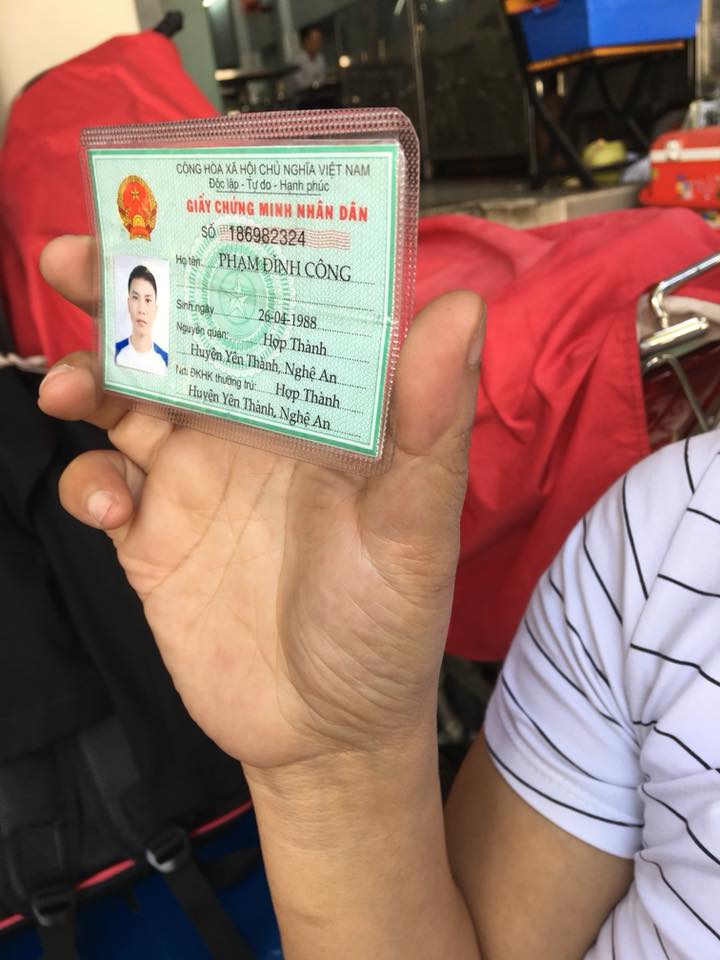 CỘNG HÒA XÃ HỘI CHỦ NGHĨA VIỆT NAM
Độc lập - Tự do - Hạnh phúc
GIẤY CHỨNG MINH NHÂN DÂN
SỐ 186982324
Họ tên: PHẠM ĐÌNH CÔNG
Sinh ngày 26-04-1988
Nguyên quán: Hợp Thành
Huyện Yên Thành, Nghệ An
Nơi ĐKHK thường trú: Hợp Thành
Huyện Yên Thành, Nghệ An